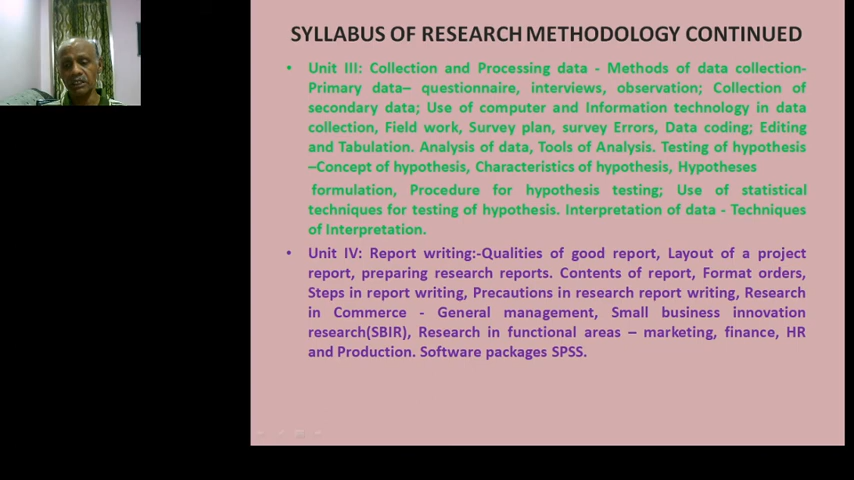 SYLLABUS OF RESEARCH METHODOLOGY CONTINUED
• Unit III: Collection and Processing data - Methods of data collection-
Primary data– questionnaire, interviews, observation; Collection of
secondary data; Use of computer and Information technology in data
collection, Field work, Survey plan, survey Errors, Data coding; Editing
and Tabulation. Analysis of data, Tools of Analysis. Testing of hypothesis
–Concept of hypothesis, Characteristics of hypothesis, Hypotheses
formulation, Procedure for hypothesis testing; Use of statistical
techniques for testing of hypothesis. Interpretation of data - Techniques
of Interpretation.
• Unit IV: Report writing:-Qualities of good report, Layout of a project
report, preparing research reports. Contents of report, Format orders,
Steps in report writing, Precautions in research report writing, Research
in Commerce - General management, Small business innovation
research(SBIR), Research in functional areas – marketing, finance, HR
and Production. Software packages SPSS.